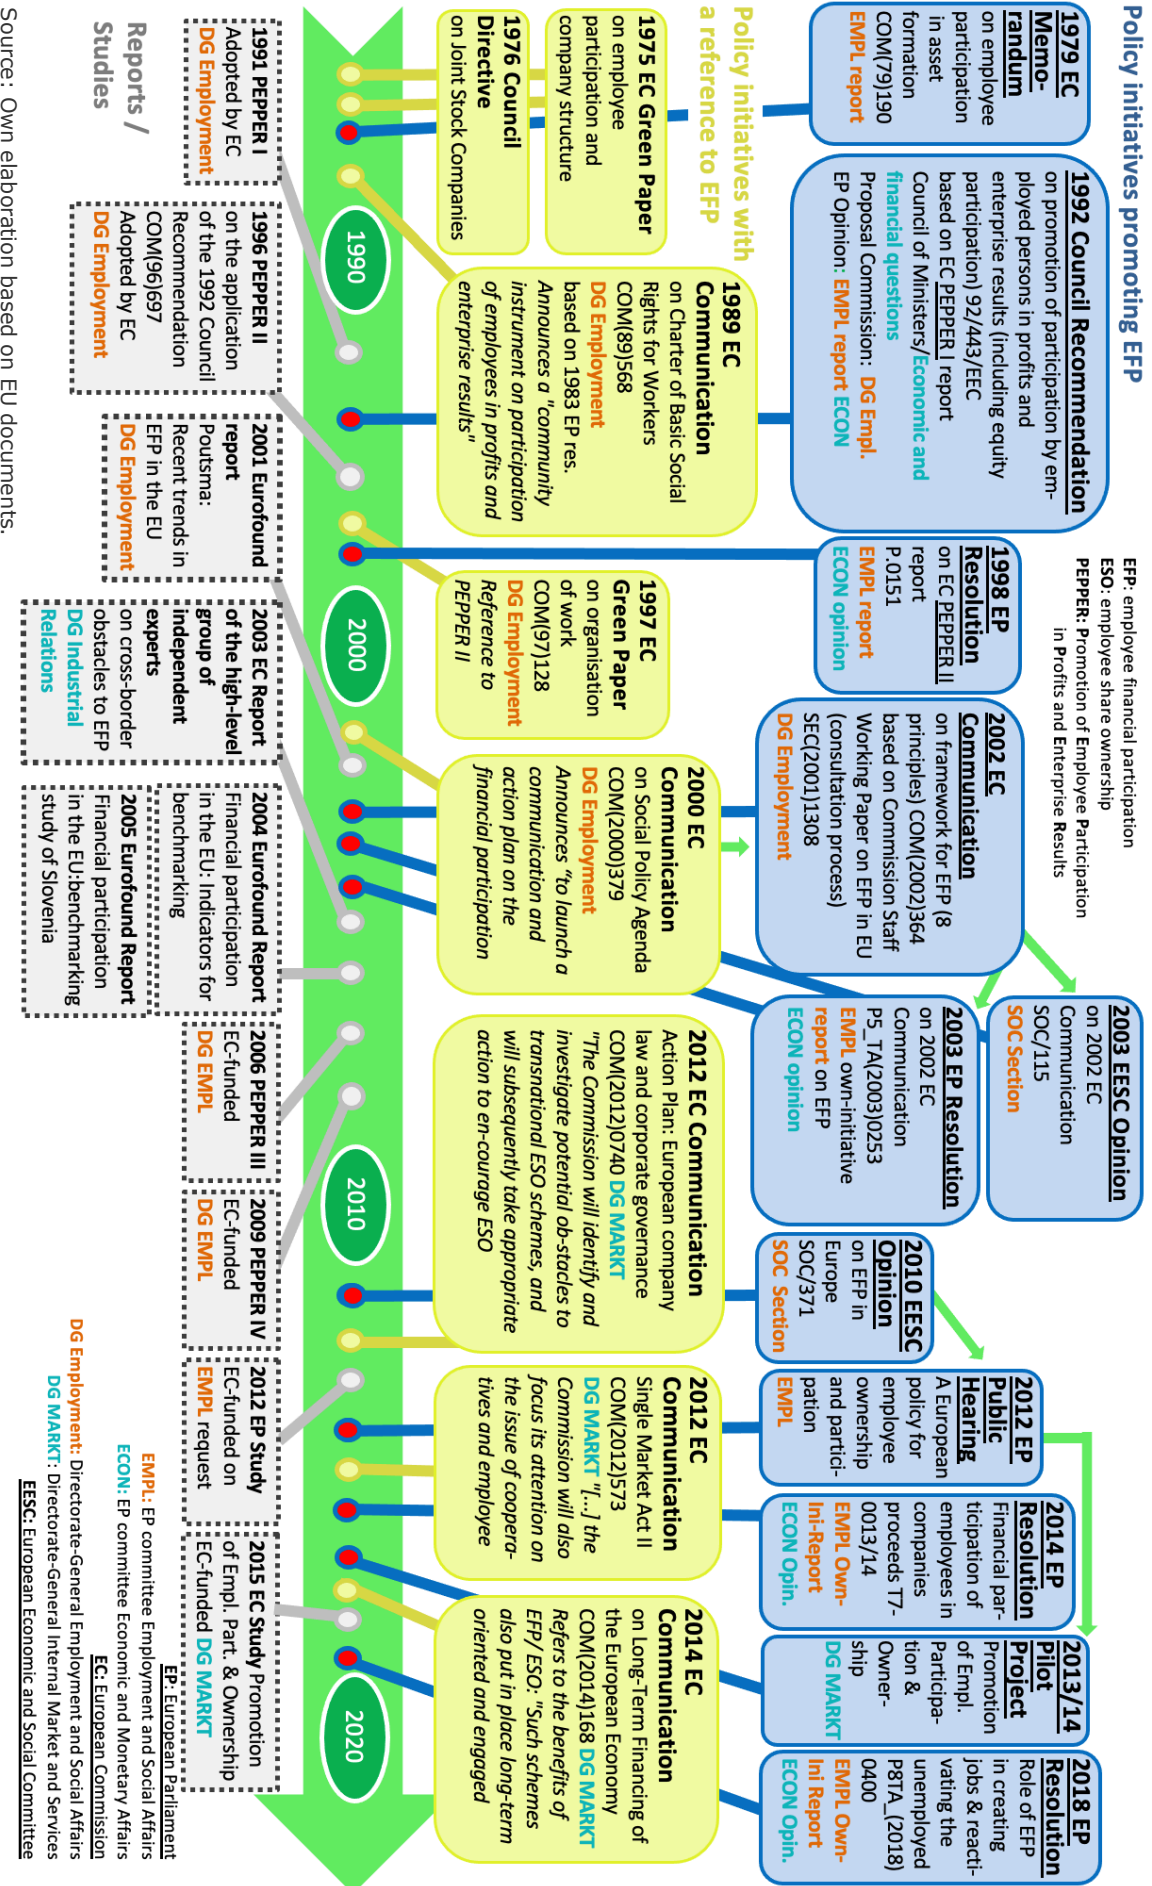 Policy initiatives promoting EFP
EFP: employee financial participation
ESO: employee share ownership
PEPPER: Promotion of Employee Participation
in Profits and Enterprise Results
1979 EC
Memo-
randum
on employee
participation
in asset
formation
COM(79)190
EMPL report
1992 Council Recommendation
on promotion of participation by em-
ployed persons in profits and
enterprise results (including equity
participation) 92/443/EEC
based on EC PEPPER I report
Council of Ministers/Economic and
financial questions
Proposal Commission: DG Empl.
EP Opinion: EMPL report ECON
1998 EP
Resolution
on EC PEPPER II
report
P.0151
EMPL report
ECON opinion
2002 EC
Communication
on framework for EFP (8
principles) COM(2002)364
based on Commission Staff
Working Paper on EFP in EU
(consultation process)
SEC(2001)1308
DG Employment
2003 EESC Opinion
on 2002 EC
Communication
SOC/115
SOC Section
2003 EP Resolution
on 2002 EC
Communication
P5_TA(2003)0253
EMPL own-initiative
report on EFP
ECON opinion
2010 EESC
Opinion
on EFP in
Europe
SOC/371
SOC Section
2012 EP
Public
Hearing
A European
policy for
employee
ownership
and partici-
pation
EMPL
2014 EP
Resolution
Financial par-
ticipation of
employees in
companies
proceeds T7-
0013/14
EMPL Own-
Ini-Report
ECON Opin.
2013/14
Pilot
Project
Promotion
of Empl.
Participa-
tion &
Owner-
ship
DG MARKT
2018 EP
Resolution
Role of EFP
in creating
jobs & reacti-
vating the
unemployed
P8TA_(2018)
0400
EMPL Own-
Ini Report
ECON Opin.
Policy initiatives with
a reference to EFP
1975 EC Green Paper
on employee
participation and
company structure
1976 Council
Directive
on Joint Stock Companies
1989 EC
Communication
on Charter of Basic Social
Rights for Workers
COM(89)568
DG Employment
based on 1983 EP res.
Announces a "community
instrument on participation
of employees in profits and
enterprise results"
1997 EC
Green Paper
on organisation
of work
COM(97)128
DG Employment
Reference to
PEPPER II
2000 EC
Communication
on Social Policy Agenda
COM(2000)379
DG Employment
Announces "to launch a
communication and
action plan on the
financial participation
2012 EC Communication
Action Plan: European company
law and corporate governance
COM(2012)0740 DG MARKT
"The Commission will identify and
investigate potential ob-stacles to
transnational ESO schemes, and
will subsequently take appropriate
action to en-courage ESO
2012 EC
Communication
Single Market Act II
COM(2012)573
DG MARKT "[...] the
Commission will also
focus its attention on
the issue of coopera-
tives and employee
2014 EC
Communication
on Long-Term Financing of
the European Economy
COM(2014)168 DG MARKT
Refers to the benefits of
EFP/ ESO: "Such schemes
also put in place long-term
oriented and engaged
1990
2000
2010
2020
Reports /
Studies
1991 PEPPER I
Adopted by EC
DG Employment
1996 PEPPER II
on the application
of the 1992 Council
Recommendation
COM(96)697
Adopted by EC
DG Employment
2001 Eurofound
report
Poutsma:
Recent trends in
EFP in the EU
DG Employment
2003 EC Report
of the high-level
group of
independent
experts
on cross-border
obstacles to EFP
DG Industrial
Relations
2004 Eurofound Report
Financial participation
in the EU: Indicators for
benchmarking
2005 Eurofound Report
Financial participation
in the EU:benchmarking
study of Slovenia
2006 PEPPER III
EC-funded
DG EMPL
2009 PEPPER IV
EC-funded
DG EMPL
2012 EP Study
EC-funded on
EMPL request
2015 EC Study Promotion
of Empl. Part. & Ownership
EC-funded DG MARKT
EP: European Parliament
EMPL: EP committee Employment and Social Affairs
ECON: EP committee Economic and Monetary Affairs
EC: European Commission
DG Employment: Directorate-General Employment and Social Affairs
DG MARKT: Directorate-General Internal Market and Services
EESC: European Economic and Social Committee
Source: Own elaboration based on EU documents.